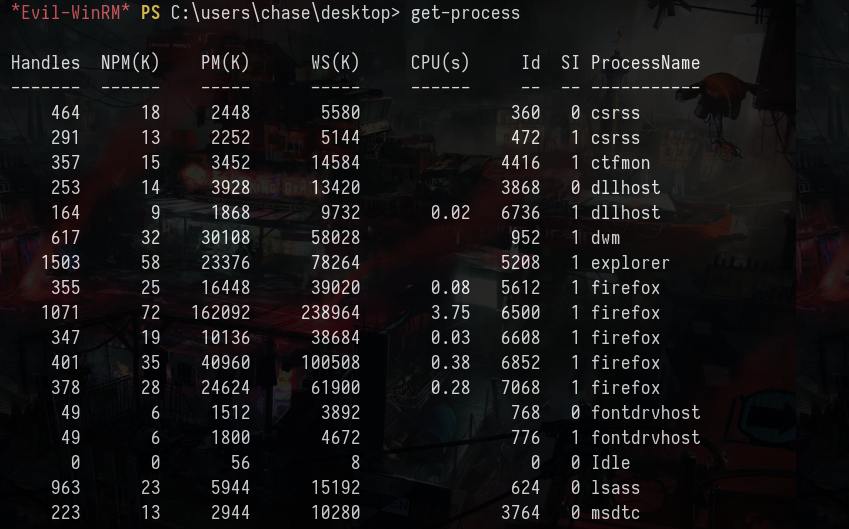 *Evil-WinRM* PS C:\users\chase\desktop> get-process
Handles NPM(K) PM(K) WS(K) CPU(s) Id SI ProcessName
------- ------ ----- ----- ------ -- -- -----------
464 18 2448 5580 360 0 csrss
291 13 2252 5144 472 1 csrss
357 15 3452 14584 4416 1 ctfmon
253 14 3928 13420 3868 0 dllhost
164 9 1868 9732 0.02 6736 1 dllhost
617 32 30108 58028 952 1 dwm
1503 58 23376 78264 5208 1 explorer
355 25 16448 39020 0.08 5612 1 firefox
1071 72 162092 238964 3.75 6500 1 firefox
347 19 10136 38684 0.03 6608 1 firefox
401 35 40960 100508 0.38 6852 1 firefox
378 28 24624 61900 0.28 7068 1 firefox
49 6 1512 3892 768 0 fontdrvhost
49 6 1800 4672 776 1 fontdrvhost
0 0 56 8 0 0 Idle
963 23 5944 15192 624 0 lsass
223 13 2944 10280 3764 0 msdtc